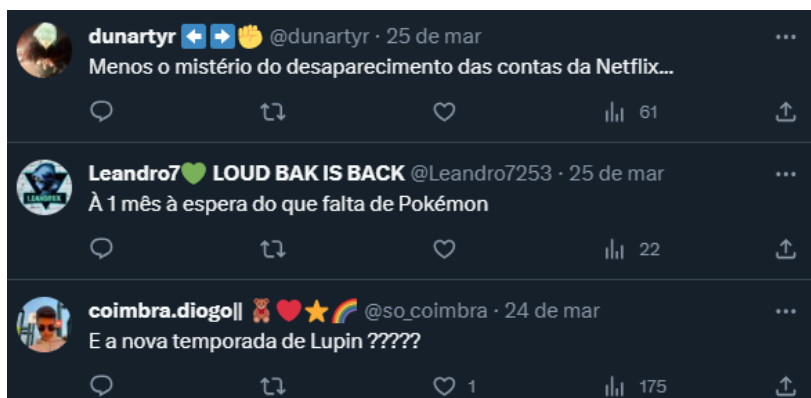 dunartyr ⬅️➡️✊ @dunartyr · 25 de mar
Menos o mistério do desaparecimento das contas da Netflix...
61
Leandro7💚 LOUD BAK IS BACK @Leandro7253 · 25 de mar
À 1 mês à espera do que falta de Pokémon
22
coimbra.diogo|| 🧸❤️⭐🌈 @so_coimbra · 24 de mar
E a nova temporada de Lupin ?????
1 175